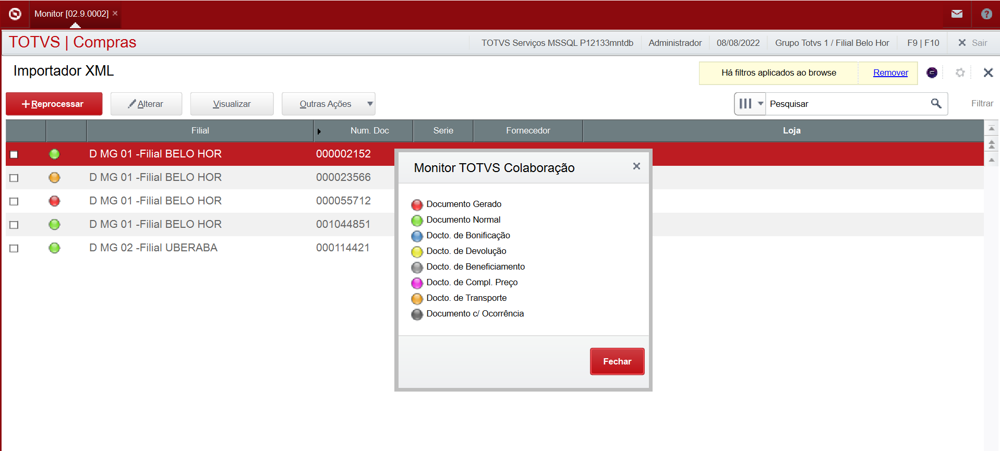 Monitor [02.9.0002] ×
TOTVS | Compras
TOTVS Serviços MSSQL P12133mntdb
Administrador
08/08/2022
Grupo Totvs 1 / Filial Belo Hor
F9 | F10
Sair
Importador XML
Há filtros aplicados ao browse
Remover
+Reprocessar
Alterar
Visualizar
Outras Ações
Pesquisar
Filtrar
Filial
Num. Doc
Serie
Fornecedor
Loja
D MG 01 -Filial BELO HOR 000002152
D MG 01 -Filial BELO HOR 000023566
D MG 01 -Filial BELO HOR 000055712
D MG 01 -Filial BELO HOR 001044851
D MG 02 -Filial UBERABA 000114421
Monitor TOTVS Colaboração
Documento Gerado
Documento Normal
Docto. de Bonificação
Docto. de Devolução
Docto. de Beneficiamento
Docto. de Compl. Preço
Docto. de Transporte
Documento c/ Ocorrência
Fechar